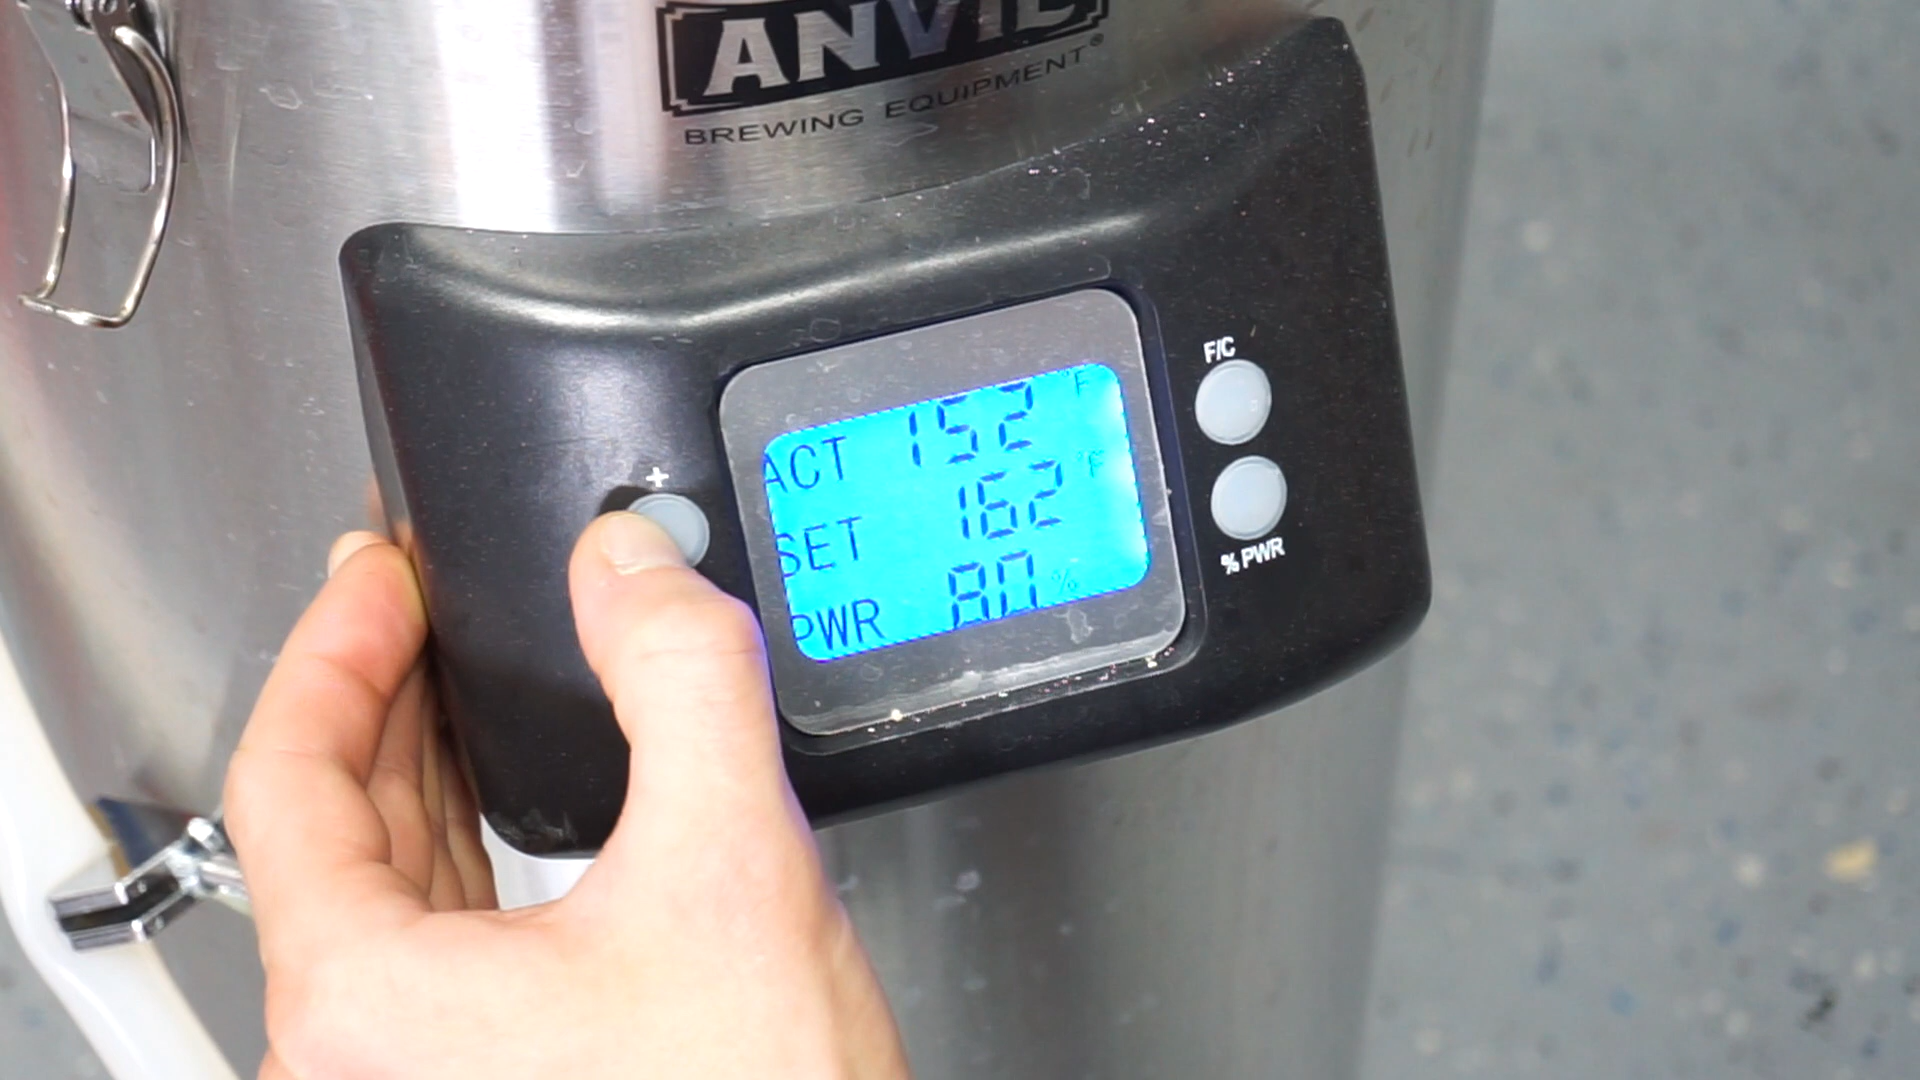 ANVIL
BREWING EQUIPMENT®
F/C
+
ACT 152 °F
SET 162 °F
PWR 80 %
% PWR